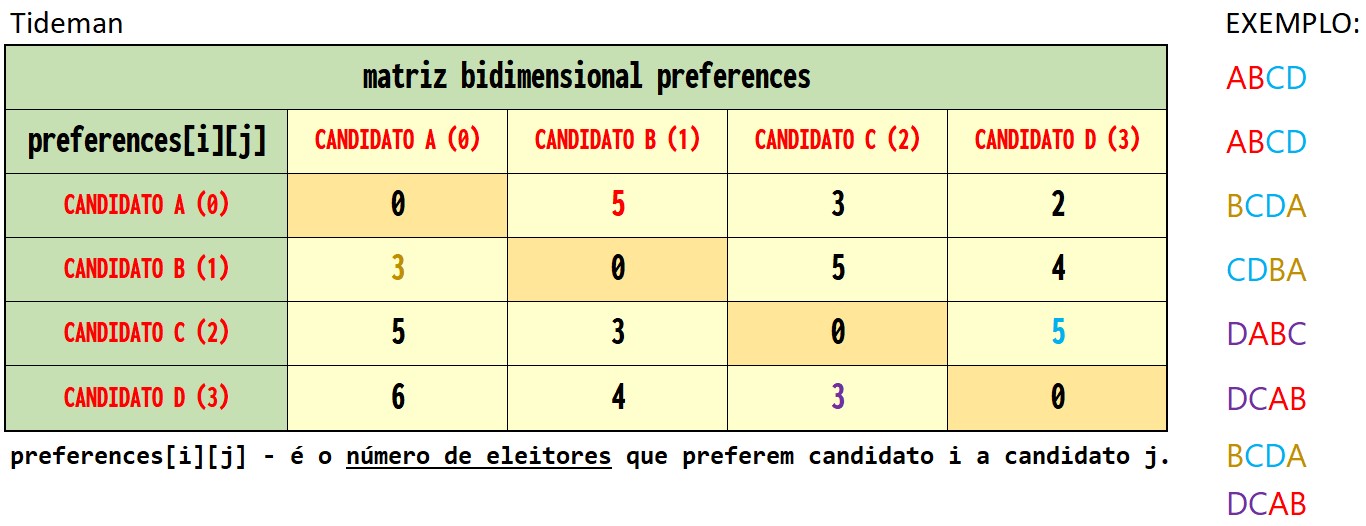 Tideman
EXEMPLO:
matriz bidimensional preferences
preferences[i][j] CANDIDATO A (0) CANDIDATO B (1) CANDIDATO C (2) CANDIDATO D (3)
CANDIDATO A (0) 0 5 3 2
CANDIDATO B (1) 3 0 5 4
CANDIDATO C (2) 5 3 0 5
CANDIDATO D (3) 6 4 3 0
preferences[i][j] - é o número de eleitores que preferem candidato i a candidato j.
ABCD
ABCD
BCDA
CDBA
DABC
DCAB
BCDA
DCAB